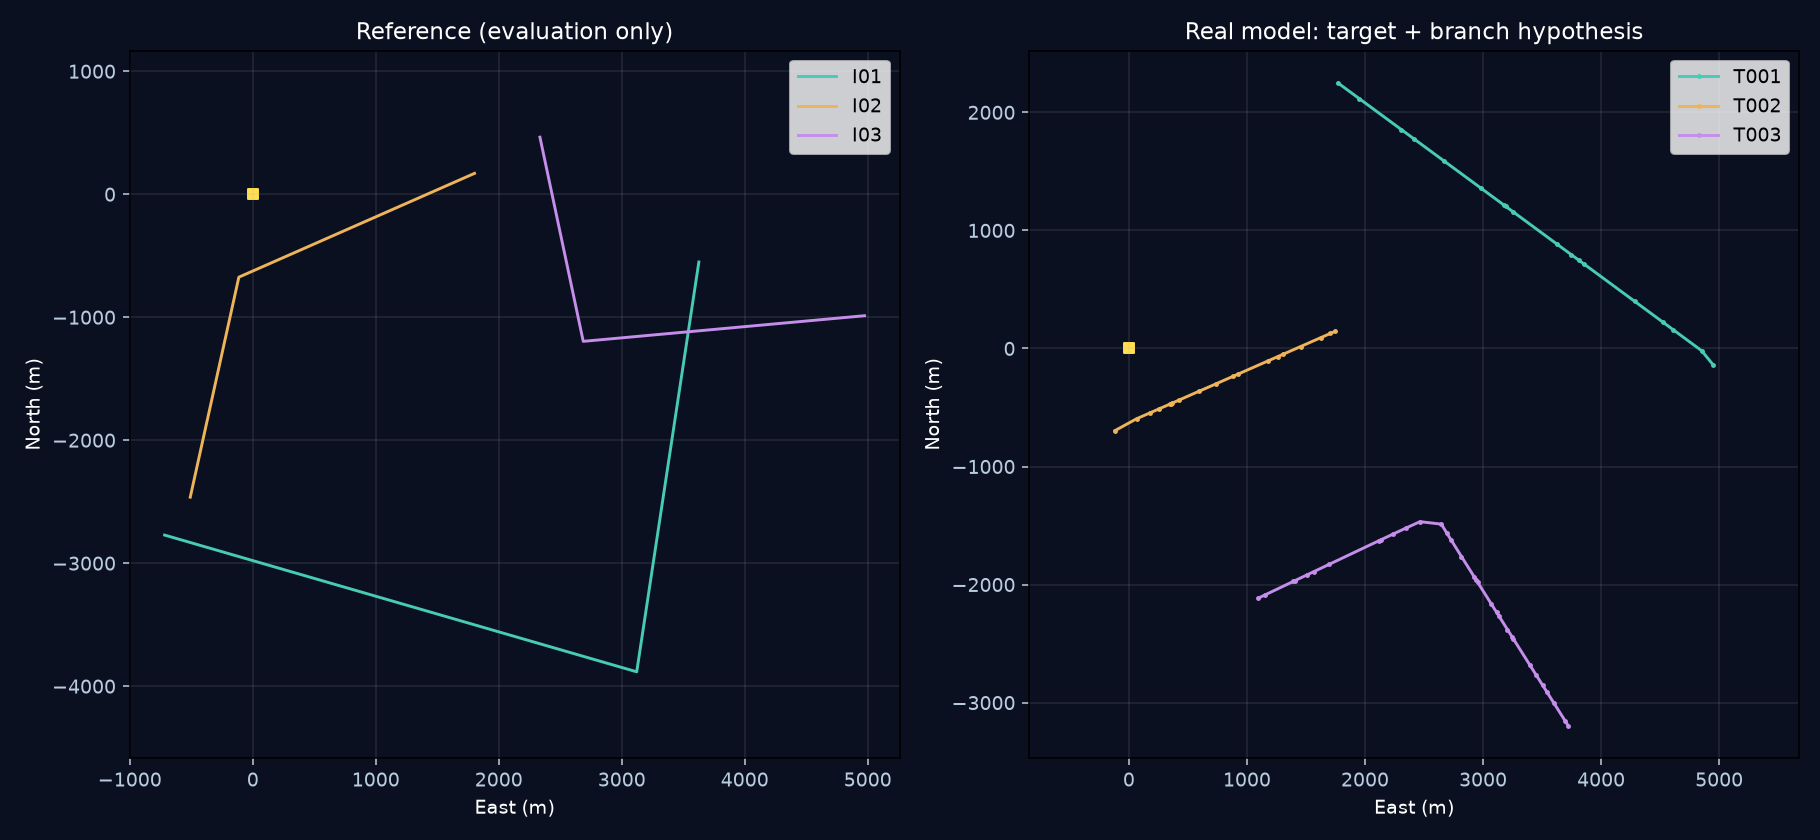 Reference (evaluation only)
I01
I02
I03
1000
0
−1000
−2000
−3000
−4000
North (m)
−1000
0
1000
2000
3000
4000
5000
East (m)
Real model: target + branch hypothesis
T001
T002
T003
2000
1000
0
−1000
−2000
−3000
North (m)
0
1000
2000
3000
4000
5000
East (m)